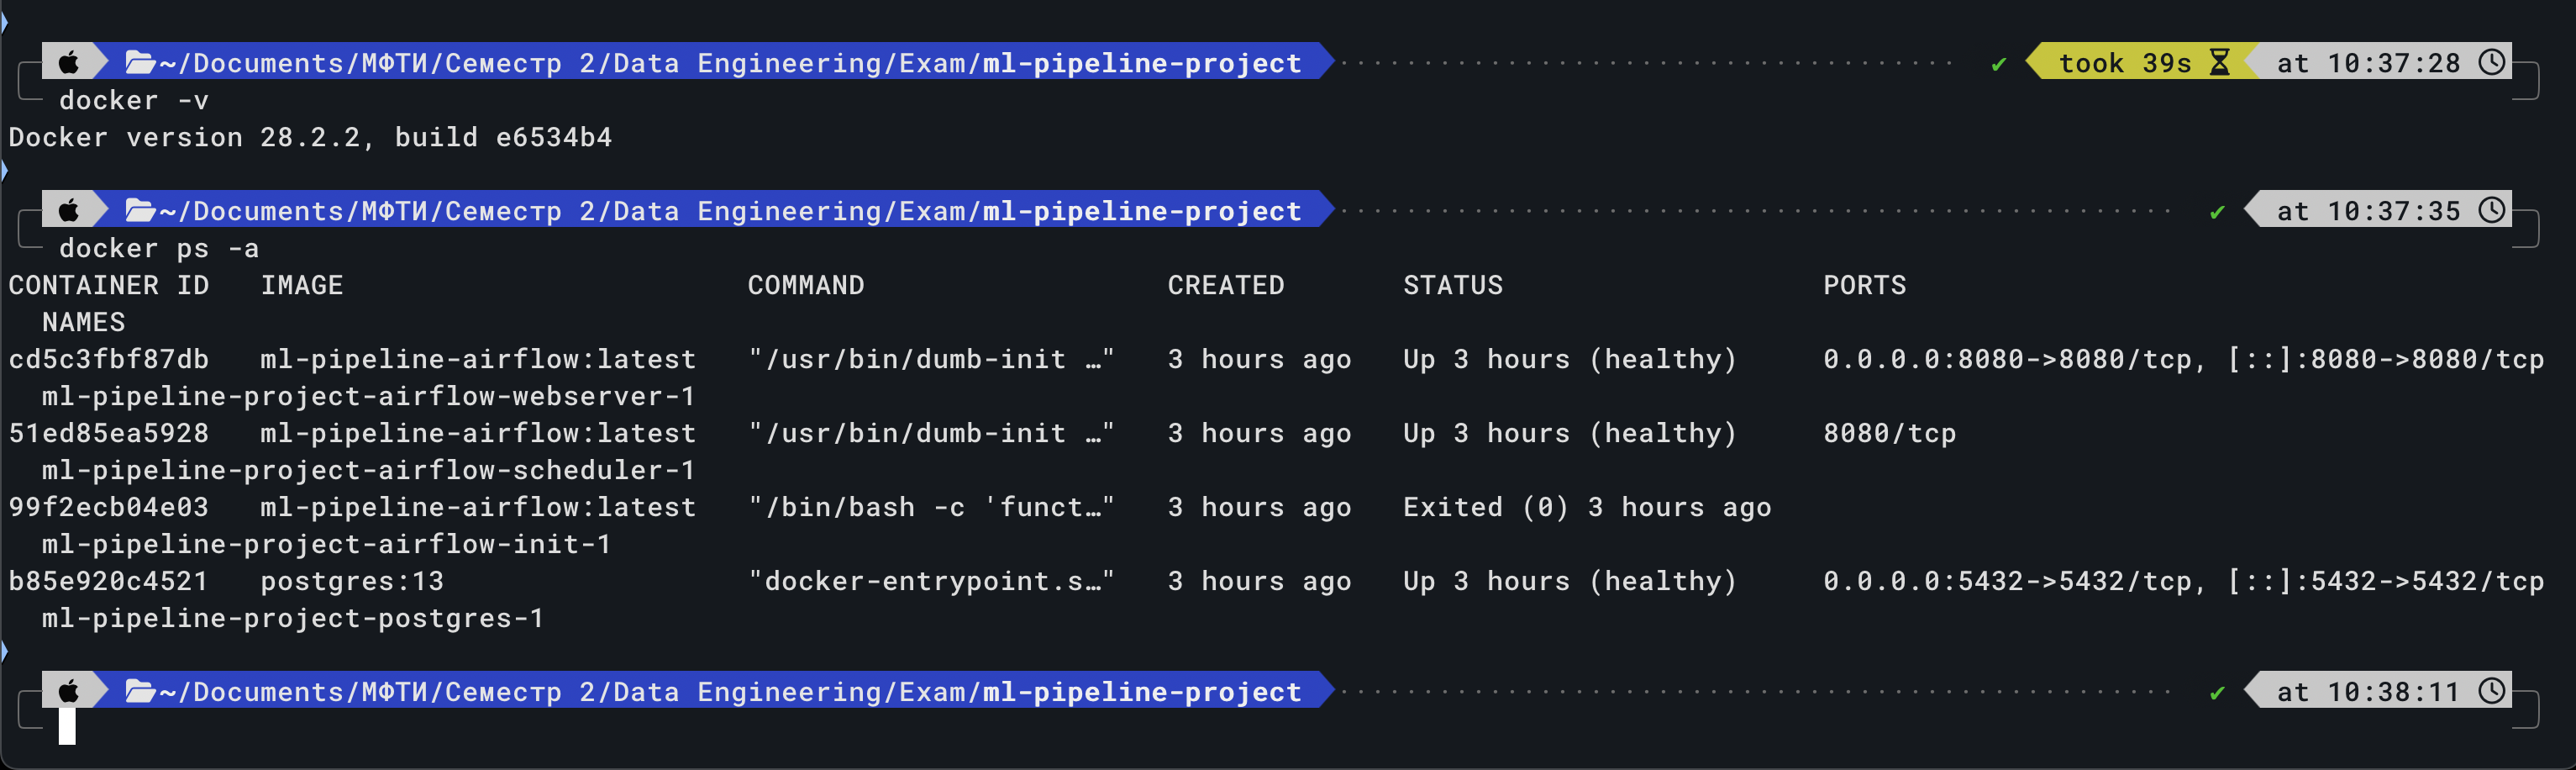 ~/Documents/МФТИ/Семестр 2/Data Engineering/Exam/ml-pipeline-project ✔ took 39s at 10:37:28
docker -v
Docker version 28.2.2, build e6534b4
~/Documents/МФТИ/Семестр 2/Data Engineering/Exam/ml-pipeline-project ✔ at 10:37:35
docker ps -a
CONTAINER ID   IMAGE                        COMMAND                  CREATED       STATUS                   PORTS
  NAMES
cd5c3fbf87db   ml-pipeline-airflow:latest   "/usr/bin/dumb-init …"   3 hours ago   Up 3 hours (healthy)     0.0.0.0:8080->8080/tcp, [::]:8080->8080/tcp
  ml-pipeline-project-airflow-webserver-1
51ed85ea5928   ml-pipeline-airflow:latest   "/usr/bin/dumb-init …"   3 hours ago   Up 3 hours (healthy)     8080/tcp
  ml-pipeline-project-airflow-scheduler-1
99f2ecb04e03   ml-pipeline-airflow:latest   "/bin/bash -c 'funct…"   3 hours ago   Exited (0) 3 hours ago
  ml-pipeline-project-airflow-init-1
b85e920c4521   postgres:13                  "docker-entrypoint.s…"   3 hours ago   Up 3 hours (healthy)     0.0.0.0:5432->5432/tcp, [::]:5432->5432/tcp
  ml-pipeline-project-postgres-1
~/Documents/МФТИ/Семестр 2/Data Engineering/Exam/ml-pipeline-project ✔ at 10:38:11